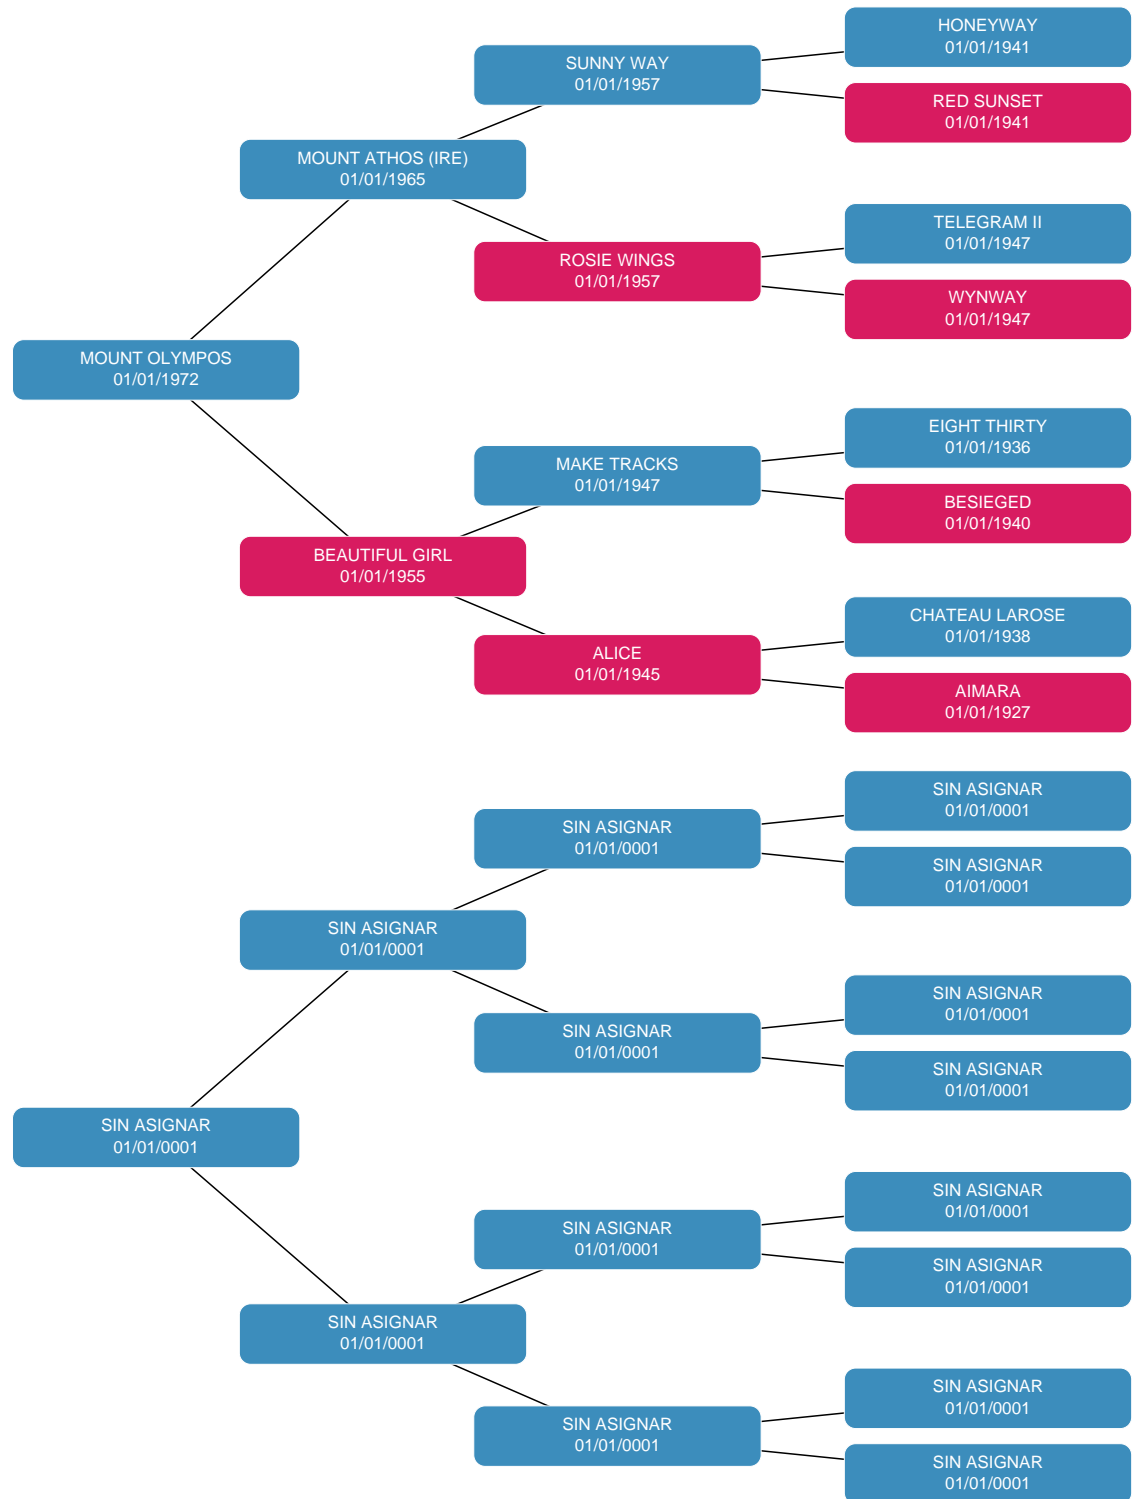 HONEYWAY
01/01/1941
SUNNY WAY
01/01/1957
RED SUNSET
01/01/1941
MOUNT ATHOS (IRE)
01/01/1965
TELEGRAM II
01/01/1947
ROSIE WINGS
01/01/1957
WYNWAY
01/01/1947
MOUNT OLYMPOS
01/01/1972
EIGHT THIRTY
01/01/1936
MAKE TRACKS
01/01/1947
BESIEGED
01/01/1940
BEAUTIFUL GIRL
01/01/1955
CHATEAU LAROSE
01/01/1938
ALICE
01/01/1945
AIMARA
01/01/1927
SIN ASIGNAR
01/01/0001
SIN ASIGNAR
01/01/0001
SIN ASIGNAR
01/01/0001
SIN ASIGNAR
01/01/0001
SIN ASIGNAR
01/01/0001
SIN ASIGNAR
01/01/0001
SIN ASIGNAR
01/01/0001
SIN ASIGNAR
01/01/0001
SIN ASIGNAR
01/01/0001
SIN ASIGNAR
01/01/0001
SIN ASIGNAR
01/01/0001
SIN ASIGNAR
01/01/0001
SIN ASIGNAR
01/01/0001
SIN ASIGNAR
01/01/0001
SIN ASIGNAR
01/01/0001